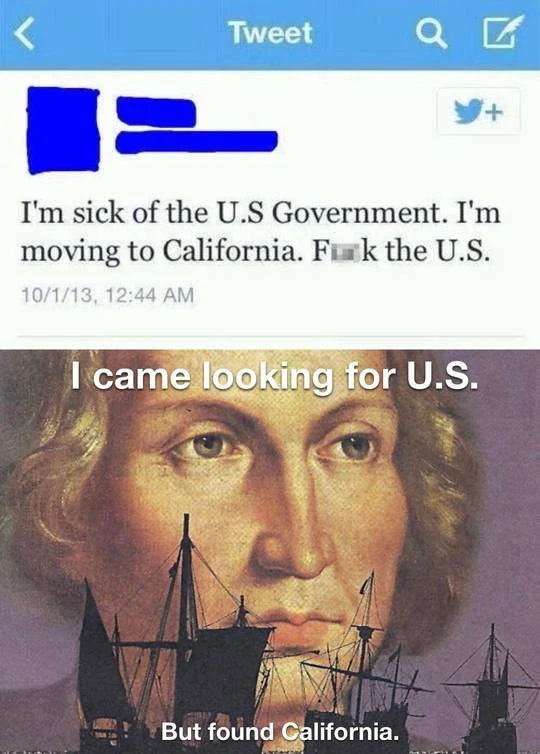 Tweet
I'm sick of the U.S Government. I'm
moving to California. F k the U.S.
10/1/13, 12:44 AM
I came looking for U.S.
But found California.